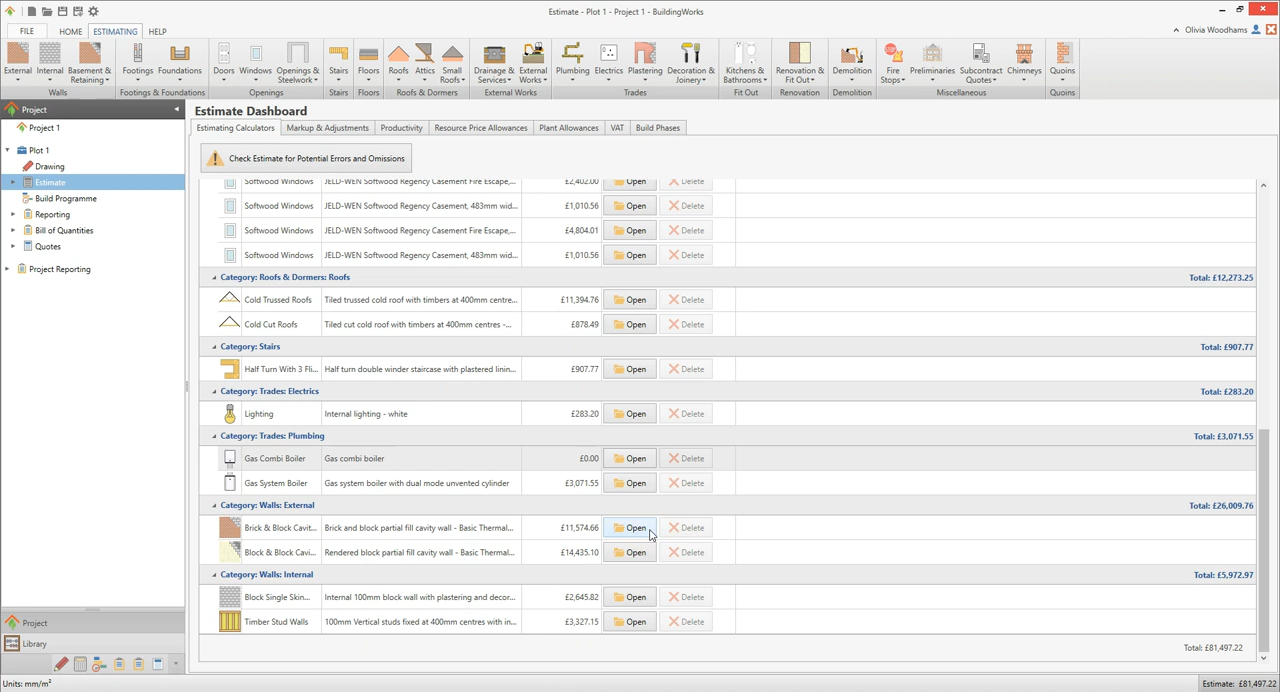 Estimate - Plot 1 - Project 1 - BuildingWorks
FILE HOME ESTIMATING HELP
Olivia Woodhams
External Internal Basement & Retaining
Walls
Footings Foundations
Footings & Foundations
Doors Windows Openings & Steelwork
Openings
Stairs
Stairs
Floors
Floors
Roofs Attics Small Roofs
Roofs & Dormers
Drainage & Services External Works
External Works
Plumbing Electrics Plastering Decoration & Joinery
Trades
Kitchens & Bathrooms
Fit Out
Renovation & Fit Out
Renovation
Demolition
Demolition
Fire Stops Preliminaries Subcontract Quotes Chimneys
Miscellaneous
Quoins
Quoins
Project
Project 1
Plot 1
Drawing
Estimate
Build Programme
Reporting
Bill of Quantities
Quotes
Project Reporting
Project
Library
Estimate Dashboard
Estimating Calculators Markup & Adjustments Productivity Resource Price Allowances Plant Allowances VAT Build Phases
Check Estimate for Potential Errors and Omissions
Softwood Windows JELD-WEN Softwood Regency Casement Fire Escape,... £2,402.00 Open Delete
Softwood Windows JELD-WEN Softwood Regency Casement, 483mm wid... £1,010.56 Open Delete
Softwood Windows JELD-WEN Softwood Regency Casement Fire Escape,... £4,804.01 Open Delete
Softwood Windows JELD-WEN Softwood Regency Casement, 483mm wid... £1,010.56 Open Delete
Category: Roofs & Dormers: Roofs Total: £12,273.25
Cold Trussed Roofs Tiled trussed cold roof with timbers at 400mm centre... £11,394.76 Open Delete
Cold Cut Roofs Tiled cut cold roof with timbers at 400mm centres -... £878.49 Open Delete
Category: Stairs Total: £907.77
Half Turn With 3 Fli... Half turn double winder staircase with plastered linin... £907.77 Open Delete
Category: Trades: Electrics Total: £283.20
Lighting Internal lighting - white £283.20 Open Delete
Category: Trades: Plumbing Total: £3,071.55
Gas Combi Boiler Gas combi boiler £0.00 Open Delete
Gas System Boiler Gas system boiler with dual mode unvented cylinder £3,071.55 Open Delete
Category: Walls: External Total: £26,009.76
Brick & Block Cavit... Brick and block partial fill cavity wall - Basic Thermal... £11,574.66 Open Delete
Block & Block Cavi... Rendered block partial fill cavity wall - Basic Thermal... £14,435.10 Open Delete
Category: Walls: Internal Total: £5,972.97
Block Single Skin... Internal 100mm block wall with plastering and decor... £2,645.82 Open Delete
Timber Stud Walls 100mm Vertical studs fixed at 400mm centres with in... £3,327.15 Open Delete
Total: £81,497.22
Units: mm/m² Estimate: £81,497.22